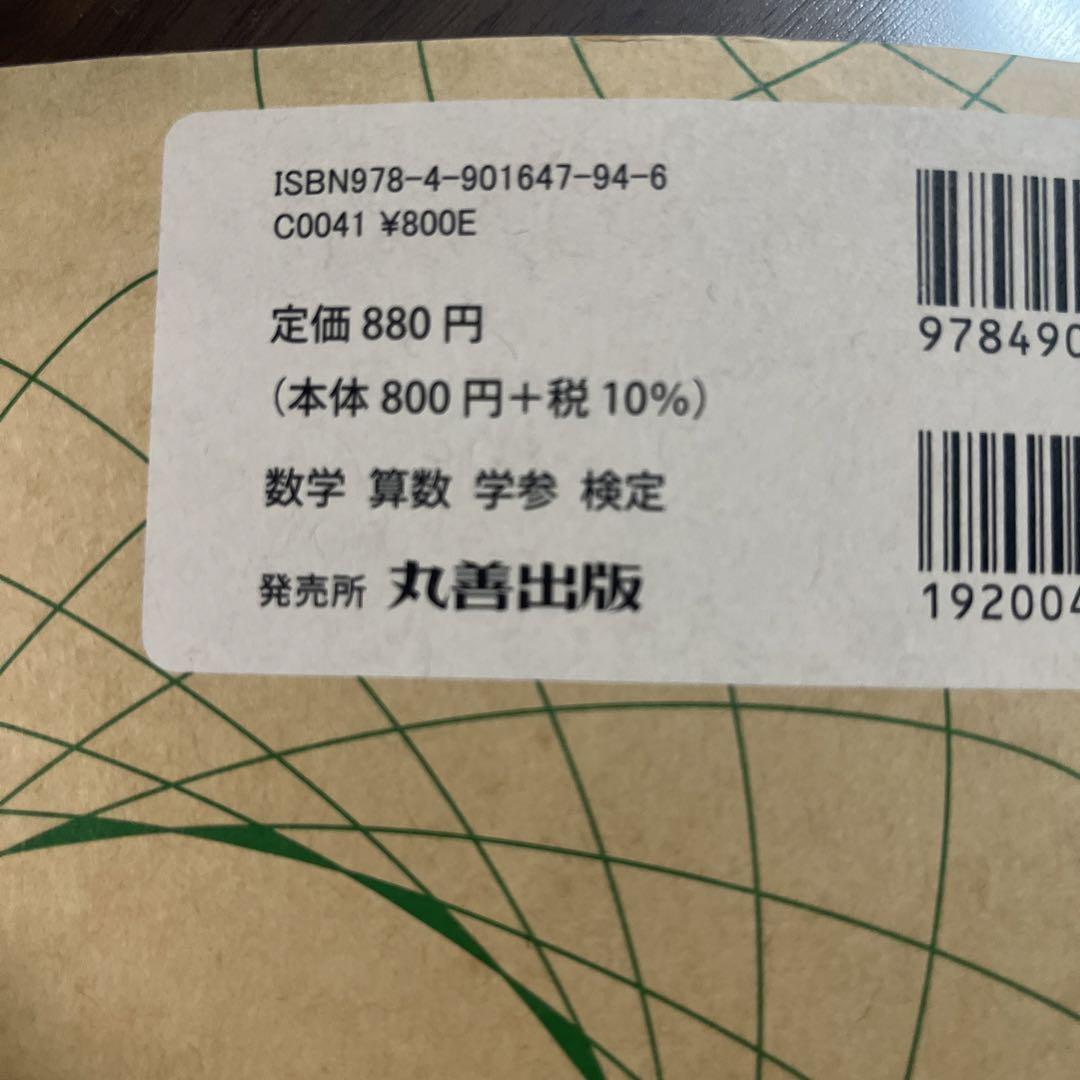 ISBN978-4-901647-94-6
C0041 ¥800E
定価 880 円
(本体 800 円＋税 10%)
数学 算数 学参 検定
発売所 丸善出版
978490
192004